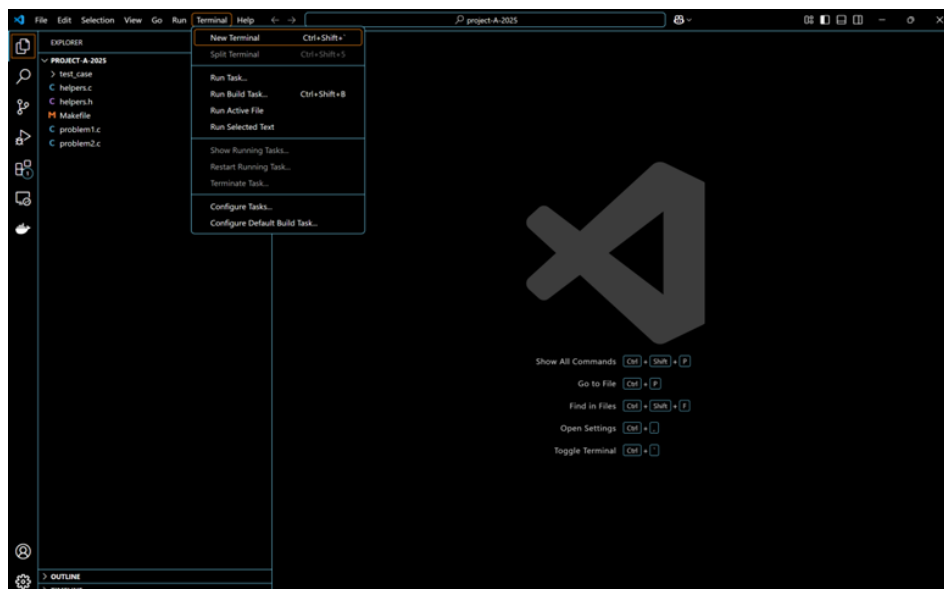 File Edit Selection View Go Run Terminal Help
project-A-2025
EXPLORER
PROJECT-A-2025
test_case
C helpers.c
C helpers.h
M Makefile
C problem1.c
C problem2.c
New Terminal Ctrl+Shift+`
Split Terminal Ctrl+Shift+5
Run Task...
Run Build Task... Ctrl+Shift+B
Run Active File
Run Selected Text
Show Running Tasks...
Restart Running Task...
Terminate Task...
Configure Tasks...
Configure Default Build Task...
1
Show All Commands Ctrl + Shift + P
Go to File Ctrl + P
Find in Files Ctrl + Shift + F
Open Settings Ctrl + ,
Toggle Terminal Ctrl + `
OUTLINE